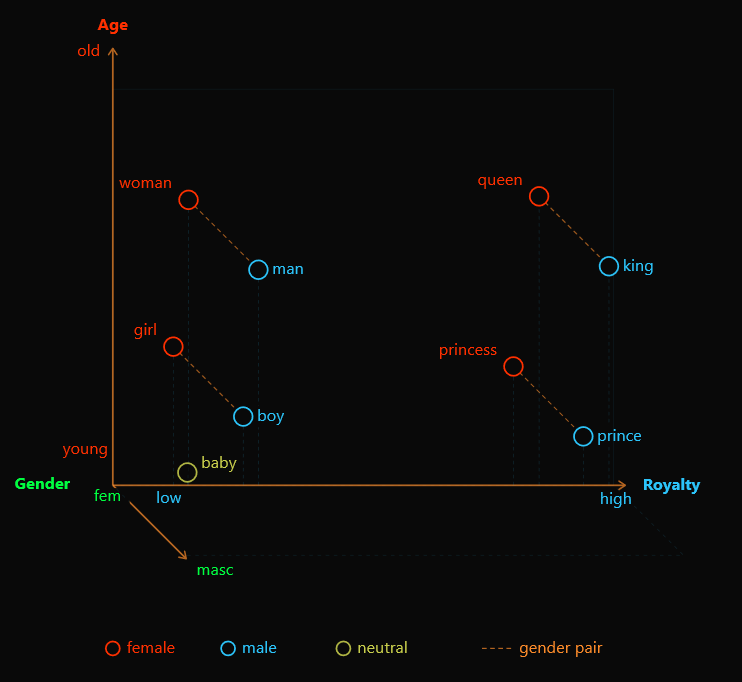 Age
old
woman
queen
man
king
girl
princess
boy
prince
young
baby
Gender
fem
low
high
Royalty
masc
female
male
neutral
gender pair